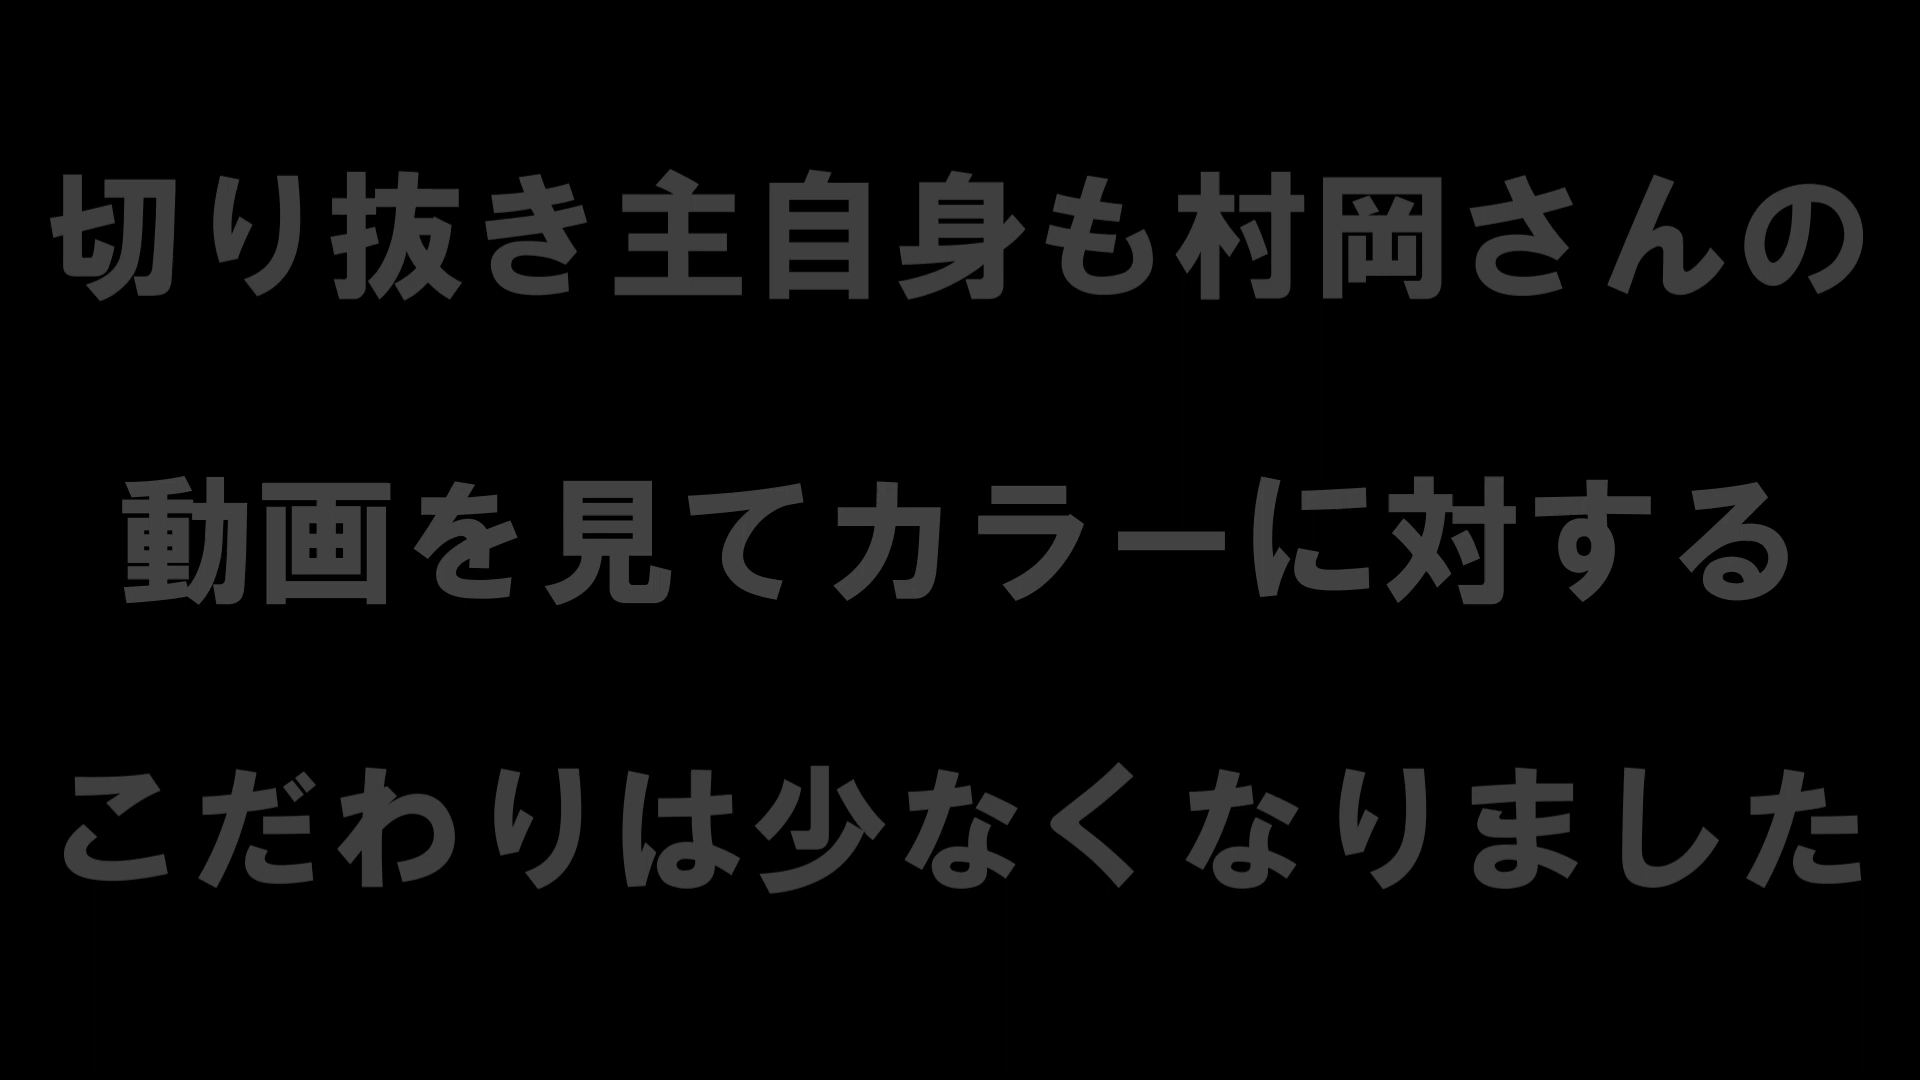 切り抜き主自身も村岡さんの
動画を見てカラーに対する
こだわりは少なくなりました